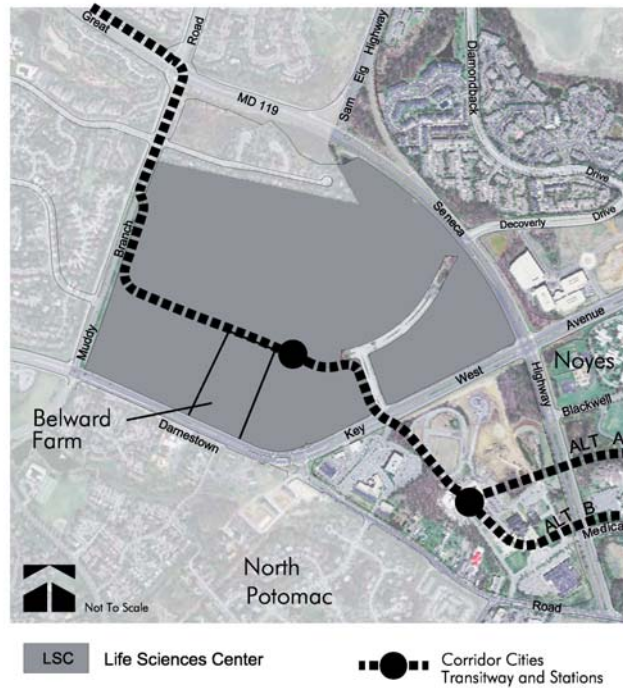 Great
Road
MD 119
Sam Eig Highway
Diamondback
Drive
Decoverly Drive
Seneca
Highway
Branch
Muddy
Belward
Farm
Darnestown
Key West Avenue
Noyes
Blackwell
ALT A
ALT B
Medica
North
Potomac
Road
Not To Scale
LSC
Life Sciences Center
Corridor Cities
Transitway and Stations